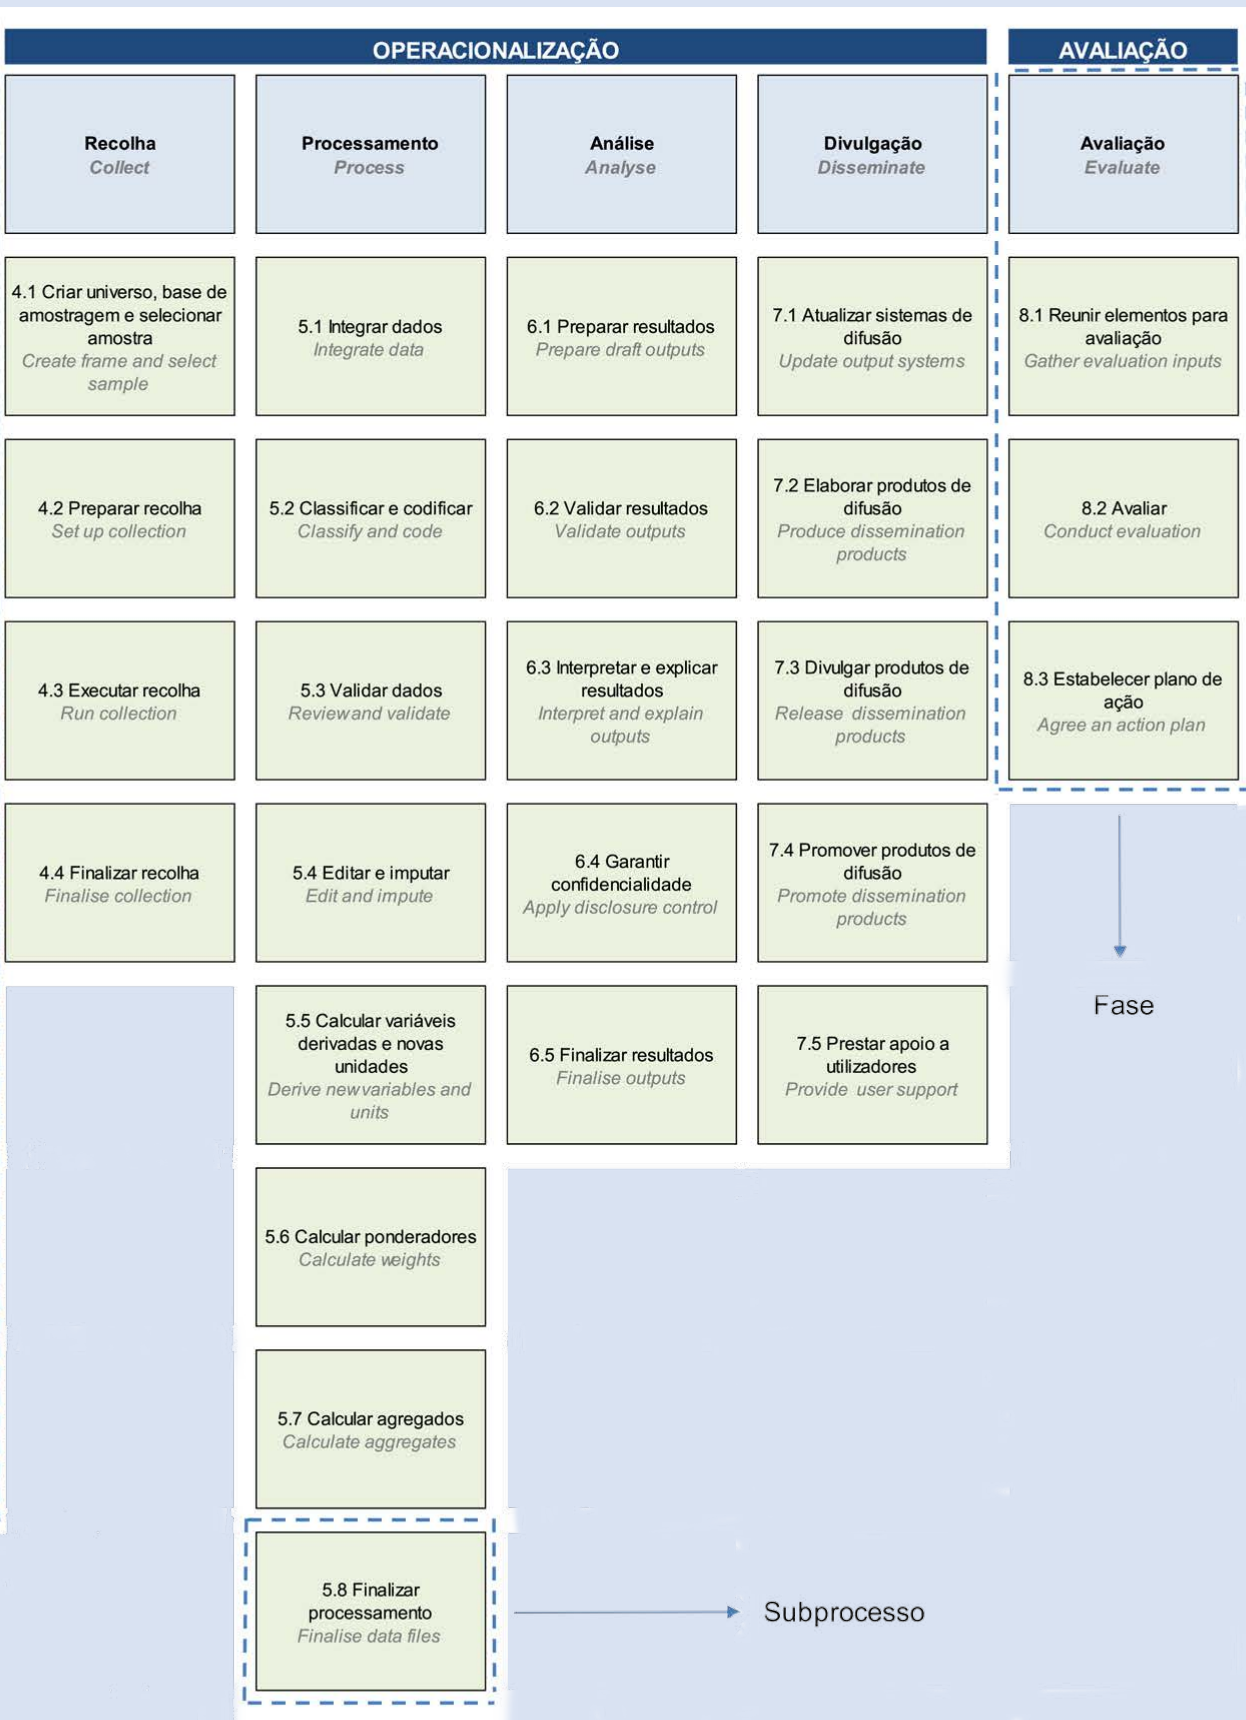 OPERACIONALIZAÇÃO
AVALIAÇÃO
Recolha
Collect
Processamento
Process
Análise
Analyse
Divulgação
Disseminate
Avaliação
Evaluate
4.1 Criar universo, base de
amostragem e selecionar
amostra
Create frame and select
sample
5.1 Integrar dados
Integrate data
6.1 Preparar resultados
Prepare draft outputs
7.1 Atualizar sistemas de
difusão
Update output systems
8.1 Reunir elementos para
avaliação
Gather evaluation inputs
4.2 Preparar recolha
Set up collection
5.2 Classificar e codificar
Classify and code
6.2 Validar resultados
Validate outputs
7.2 Elaborar produtos de
difusão
Produce dissemination
products
8.2 Avaliar
Conduct evaluation
4.3 Executar recolha
Run collection
5.3 Validar dados
Reviewand validate
6.3 Interpretar e explicar
resultados
Interpret and explain
outputs
7.3 Divulgar produtos de
difusão
Release dissemination
products
8.3 Estabelecer plano de
ação
Agree an action plan
4.4 Finalizar recolha
Finalise collection
5.4 Editar e imputar
Edit and impute
6.4 Garantir
confidencialidade
Apply disclosure control
7.4 Promover produtos de
difusão
Promote dissemination
products
Fase
5.5 Calcular variáveis
derivadas e novas
unidades
Derive newvariables and
units
6.5 Finalizar resultados
Finalise outputs
7.5 Prestar apoio a
utilizadores
Provide user support
5.6 Calcular ponderadores
Calculate weights
5.7 Calcular agregados
Calculate aggregates
5.8 Finalizar
processamento
Finalise data files
Subprocesso